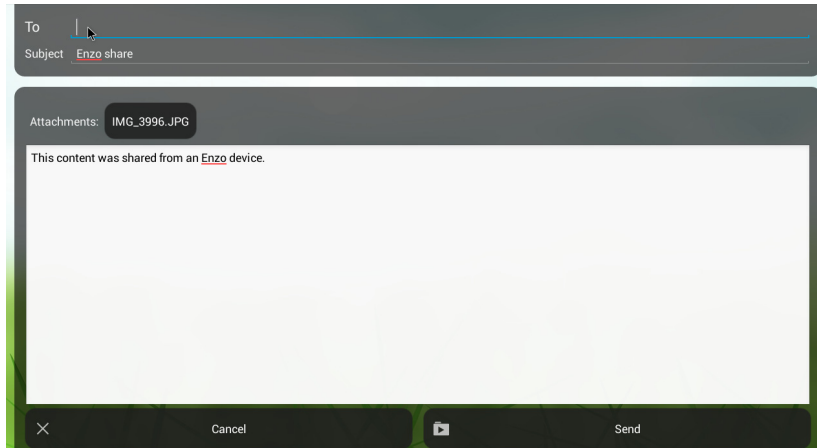 To
Subject Enzo share
Attachments: IMG_3996.JPG
This content was shared from an Enzo device.
Cancel Send